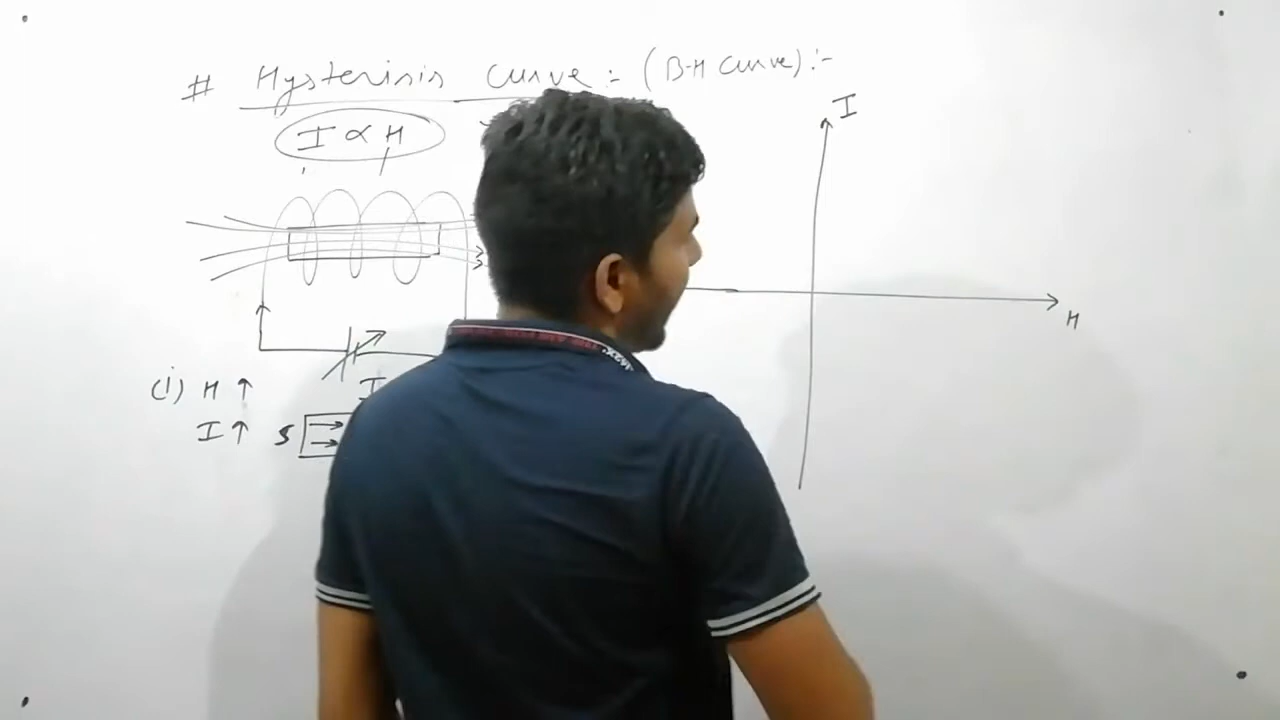 # Hysterisis Curve :- (B-H Curve) :-
I ∝ H
I
H
(i) H ↑ I
I ↑ S